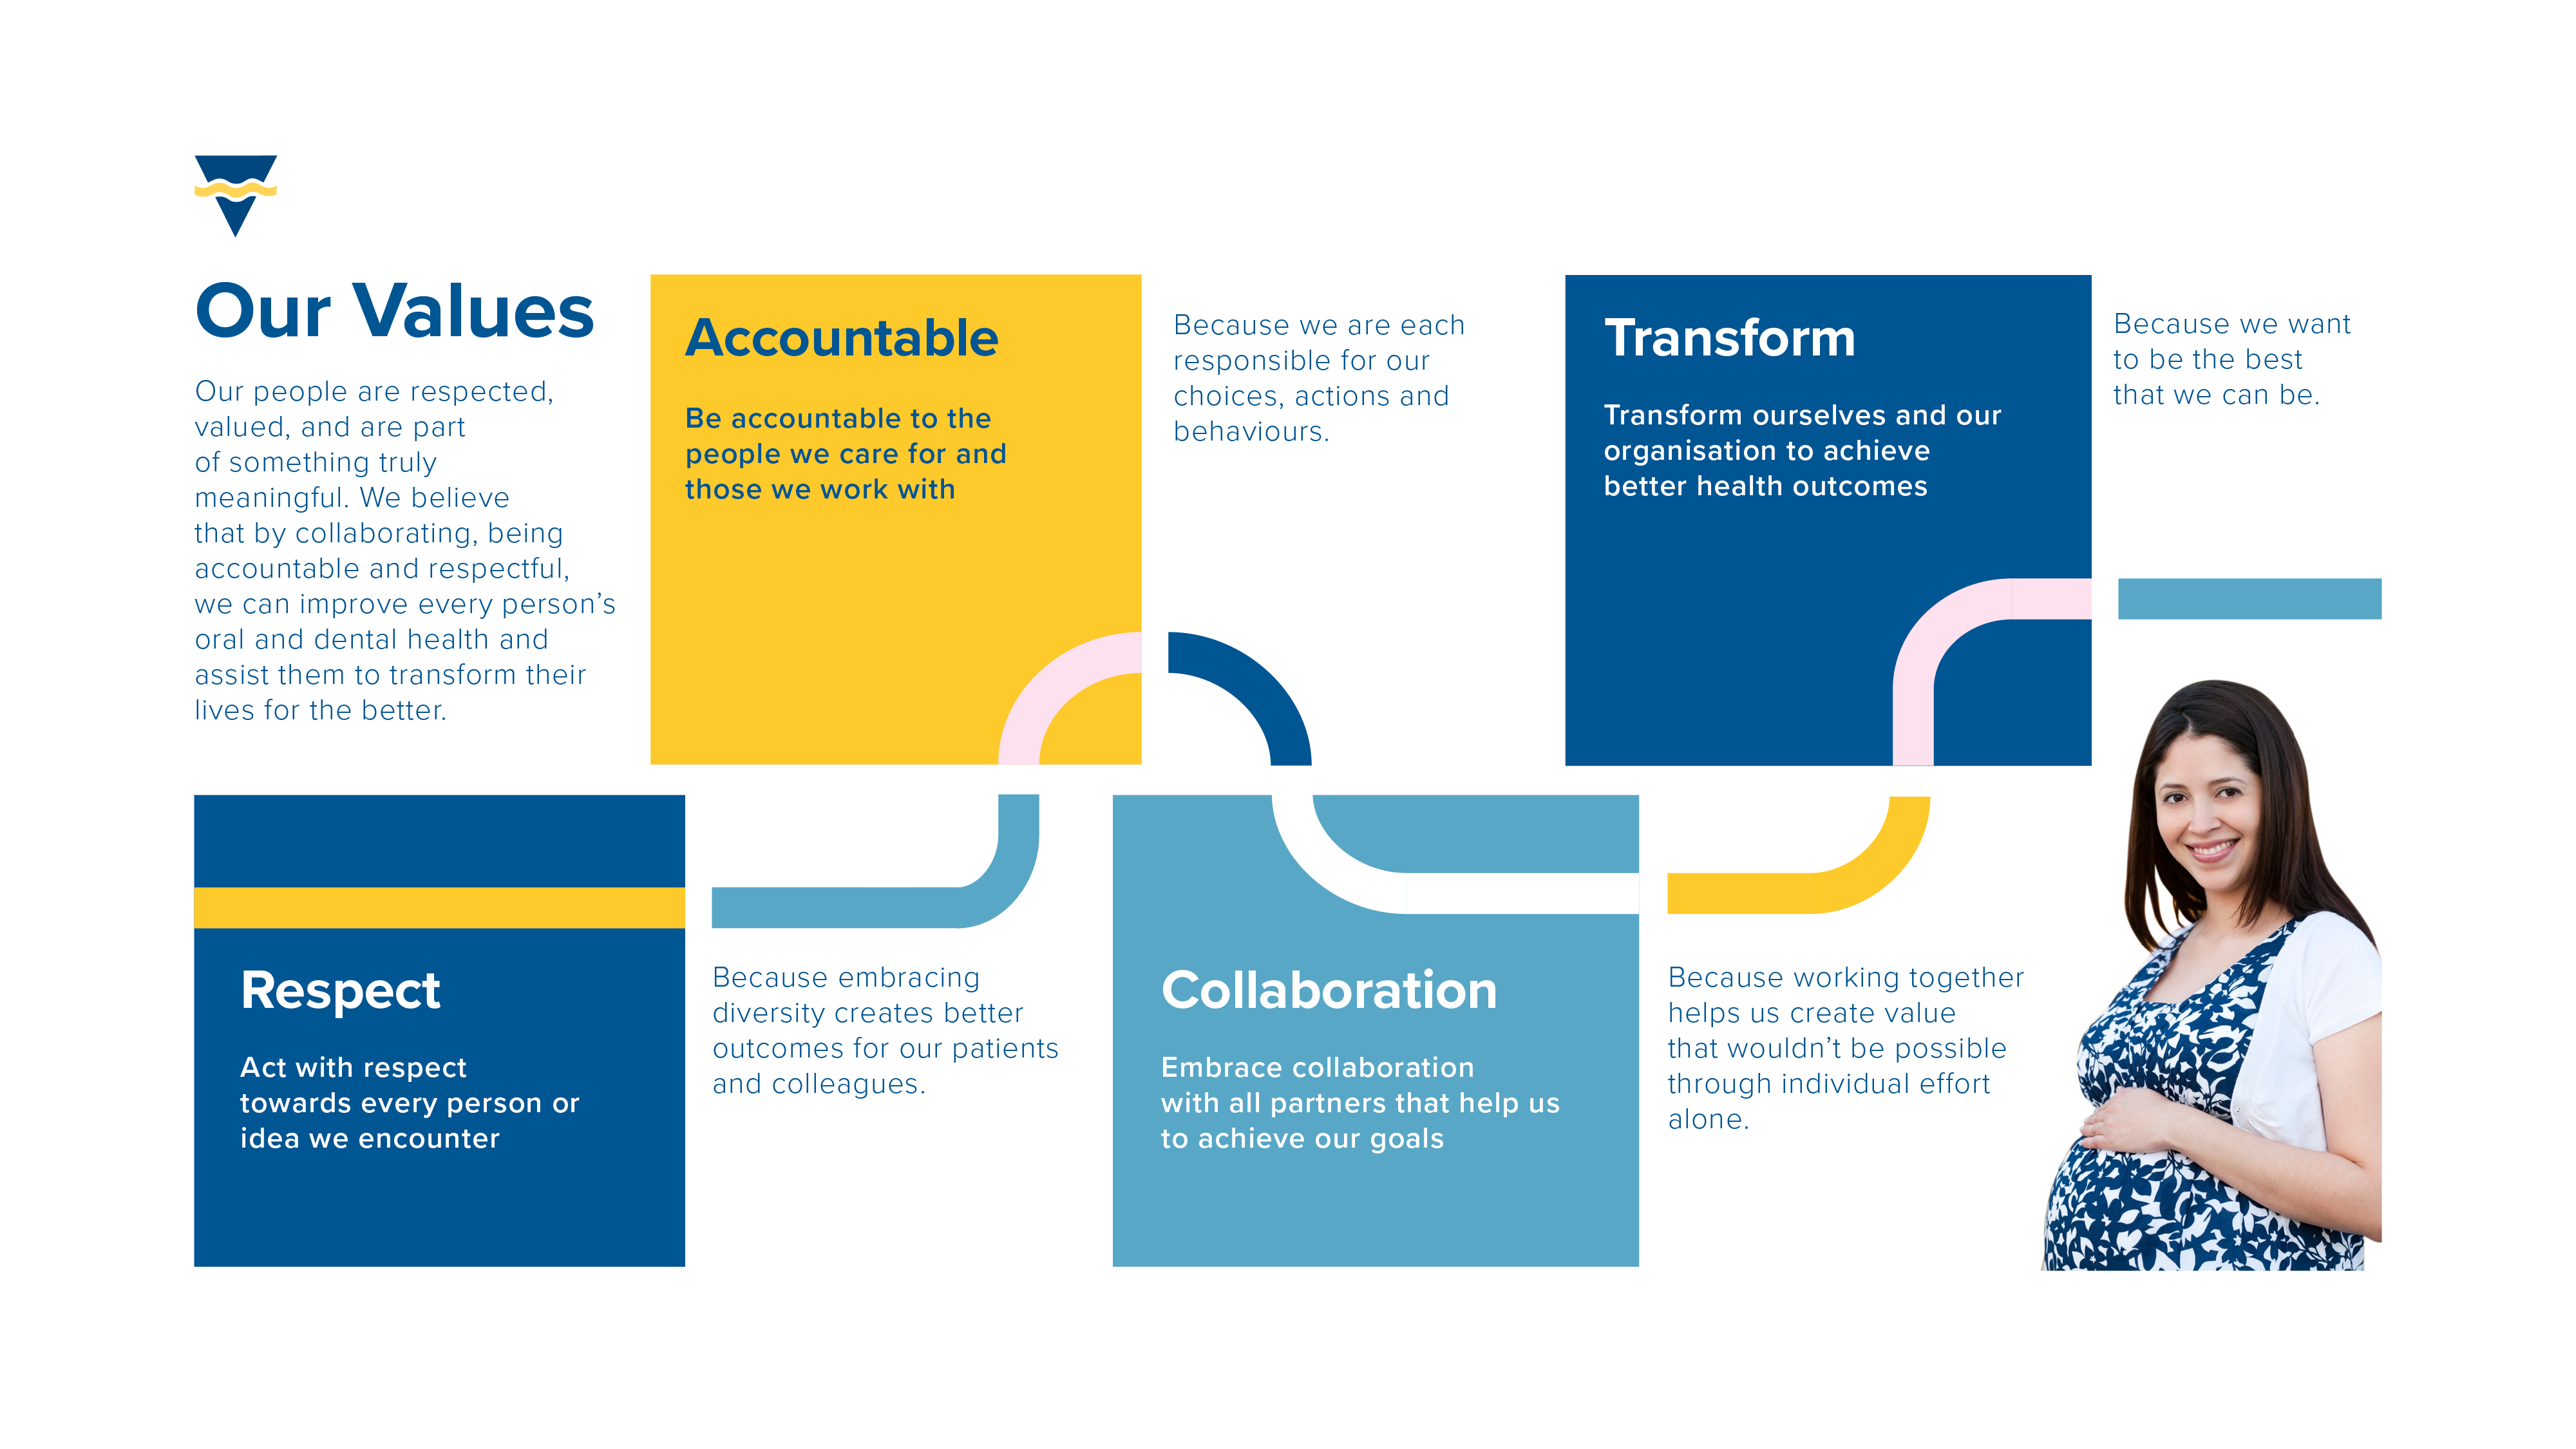 Our Values
Our people are respected,
valued, and are part
of something truly
meaningful. We believe
that by collaborating, being
accountable and respectful,
we can improve every person’s
oral and dental health and
assist them to transform their
lives for the better.
Respect
Act with respect
towards every person or
idea we encounter
Because embracing
diversity creates better
outcomes for our patients
and colleagues.
Accountable
Be accountable to the
people we care for and
those we work with
Because we are each
responsible for our
choices, actions and
behaviours.
Collaboration
Embrace collaboration
with all partners that help us
to achieve our goals
Because working together
helps us create value
that wouldn’t be possible
through individual effort
alone.
Transform
Transform ourselves and our
organisation to achieve
better health outcomes
Because we want
to be the best
that we can be.